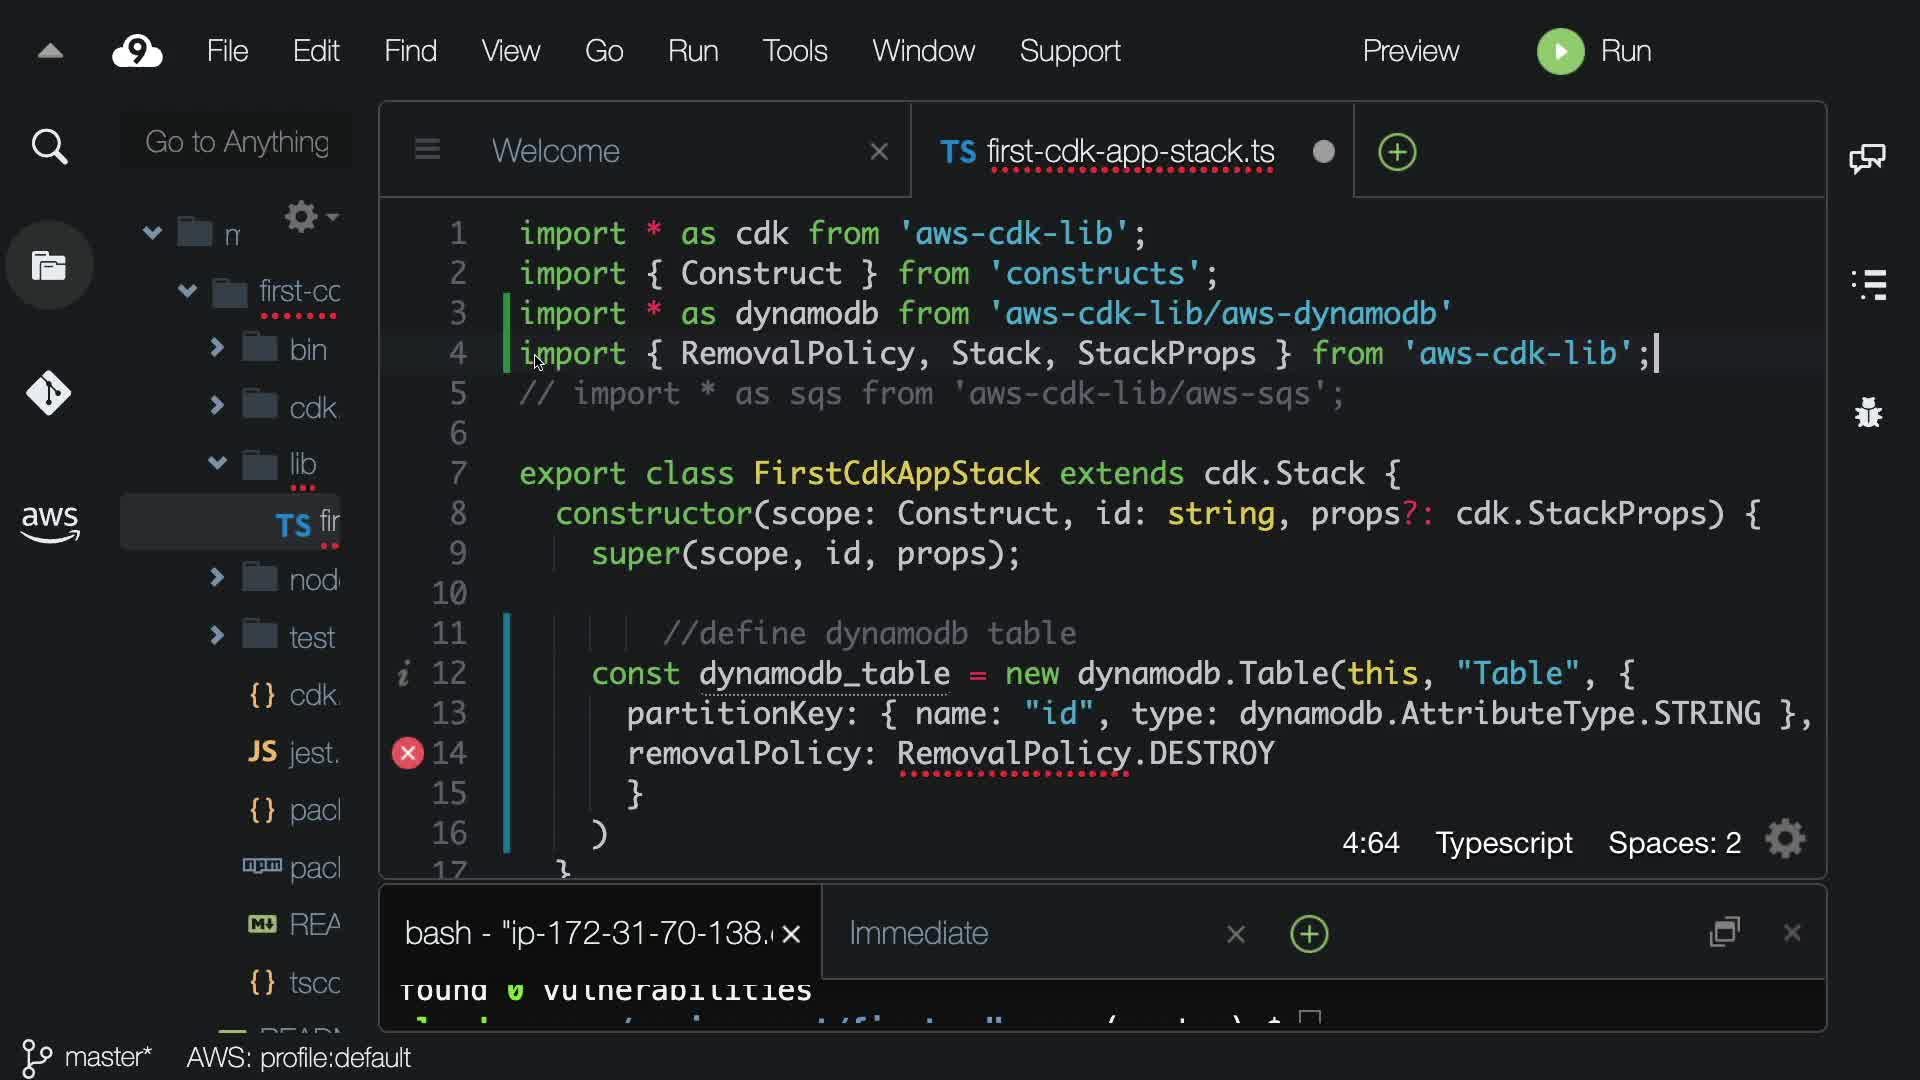 File Edit Find View Go Run Tools Window Support Preview Run
Go to Anything
Welcome
TS first-cdk-app-stack.ts
m
first-cc
bin
cdk.
lib
TS fir
node
test
{} cdk.
JS jest.
{} pack
npm pack
M↓ REA
{} tscc
aws
1 import * as cdk from 'aws-cdk-lib';
2 import { Construct } from 'constructs';
3 import * as dynamodb from 'aws-cdk-lib/aws-dynamodb'
4 import { RemovalPolicy, Stack, StackProps } from 'aws-cdk-lib';
5 // import * as sqs from 'aws-cdk-lib/aws-sqs';
6
7 export class FirstCdkAppStack extends cdk.Stack {
8 constructor(scope: Construct, id: string, props?: cdk.StackProps) {
9 super(scope, id, props);
10
11 //define dynamodb table
12 const dynamodb_table = new dynamodb.Table(this, "Table", {
13 partitionKey: { name: "id", type: dynamodb.AttributeType.STRING },
14 removalPolicy: RemovalPolicy.DESTROY
15 }
16 )
17 }
4:64 Typescript Spaces: 2
bash - "ip-172-31-70-138.
Immediate
found 0 vulnerabilities
master* AWS: profile:default